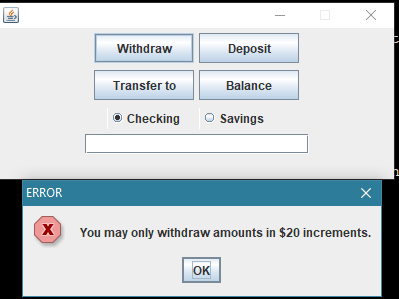 Withdraw Deposit
Transfer to Balance
Checking Savings
ERROR
You may only withdraw amounts in $20 increments.
OK